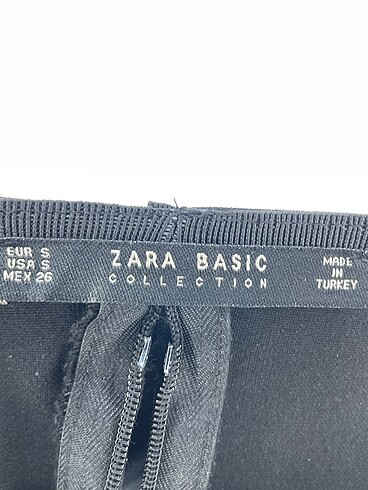 EUR S
USA S
MEX 26
ZARA BASIC
COLLECTION
MADE
IN
TURKEY